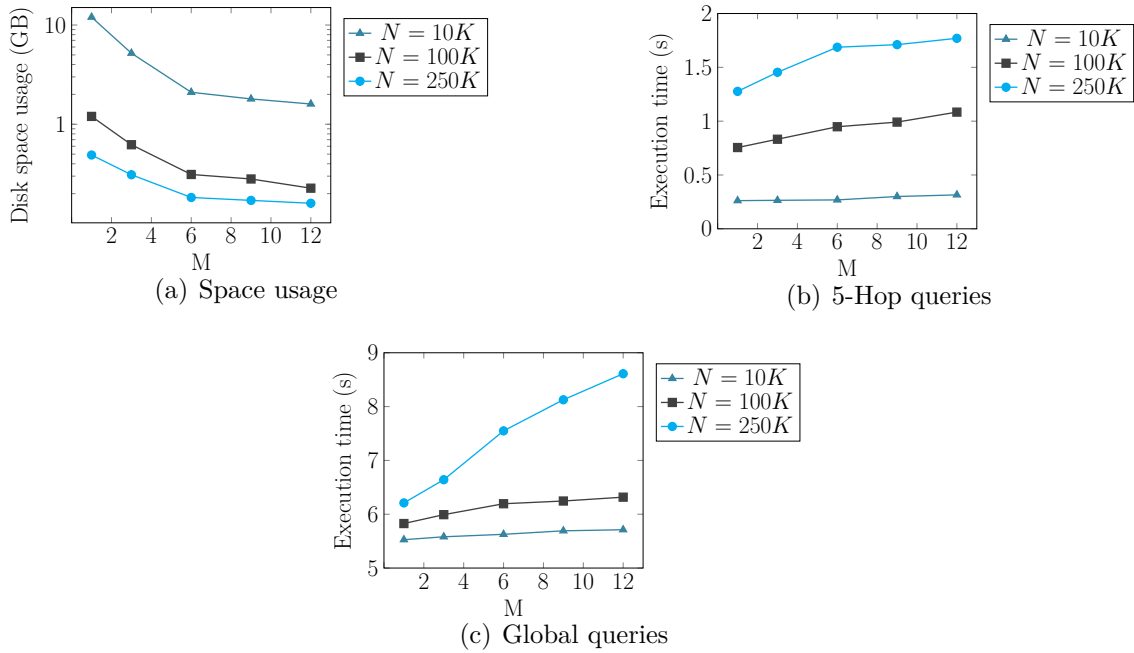 10
1
Disk space usage (GB)
2 4 6 8 10 12
M
N = 10K
N = 100K
N = 250K
(a) Space usage
2
1.5
1
0.5
0
Execution time (s)
2 4 6 8 10 12
M
N = 10K
N = 100K
N = 250K
(b) 5-Hop queries
9
8
7
6
5
Execution time (s)
2 4 6 8 10 12
M
N = 10K
N = 100K
N = 250K
(c) Global queries